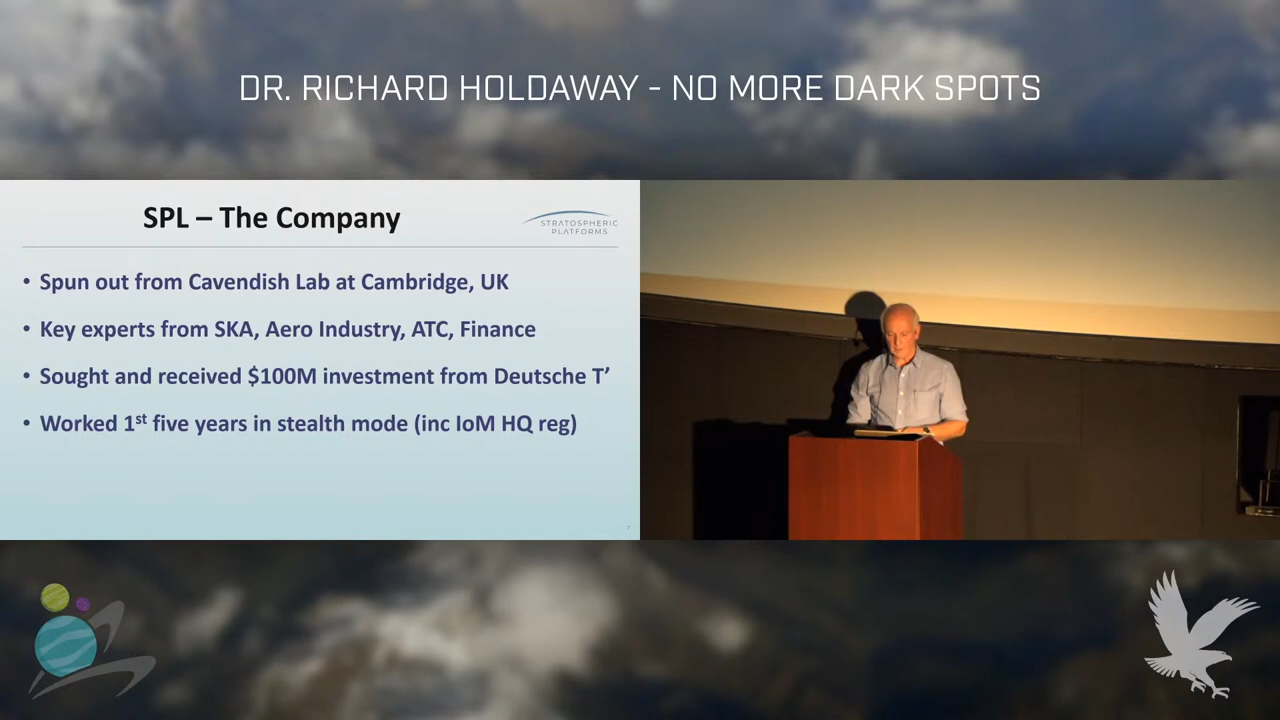 DR. RICHARD HOLDAWAY - NO MORE DARK SPOTS
SPL – The Company
STRATOSPHERIC
PLATFORMS
• Spun out from Cavendish Lab at Cambridge, UK
• Key experts from SKA, Aero Industry, ATC, Finance
• Sought and received $100M investment from Deutsche T’
• Worked 1st five years in stealth mode (inc IoM HQ reg)